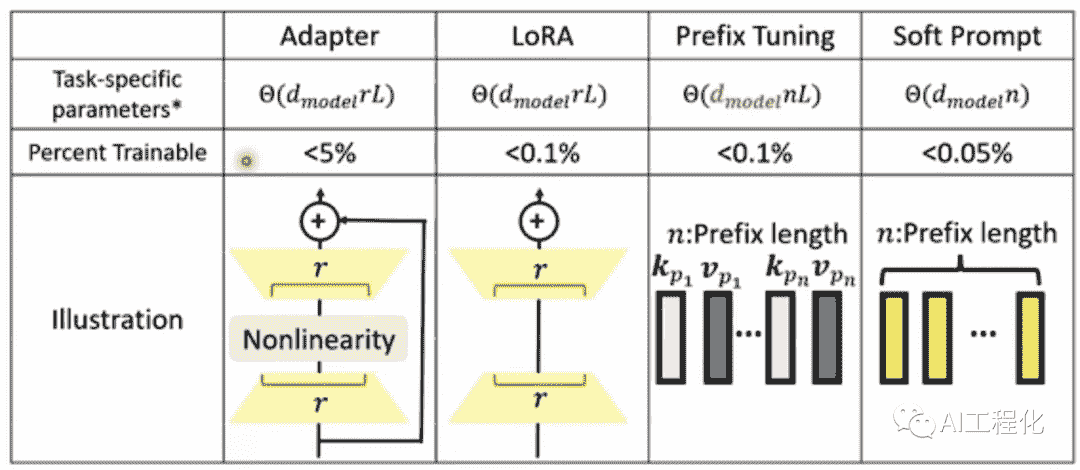 Adapter LoRA Prefix Tuning Soft Prompt
Task-specific
parameters* Θ(d_model rL) Θ(d_model rL) Θ(d_model nL) Θ(d_model n)
Percent Trainable <5% <0.1% <0.1% <0.05%
Illustration
+
r
Nonlinearity
r
+
r
r
n:Prefix length
k_p1 v_p1 ... k_pn v_pn
n:Prefix length
...
AI工程化